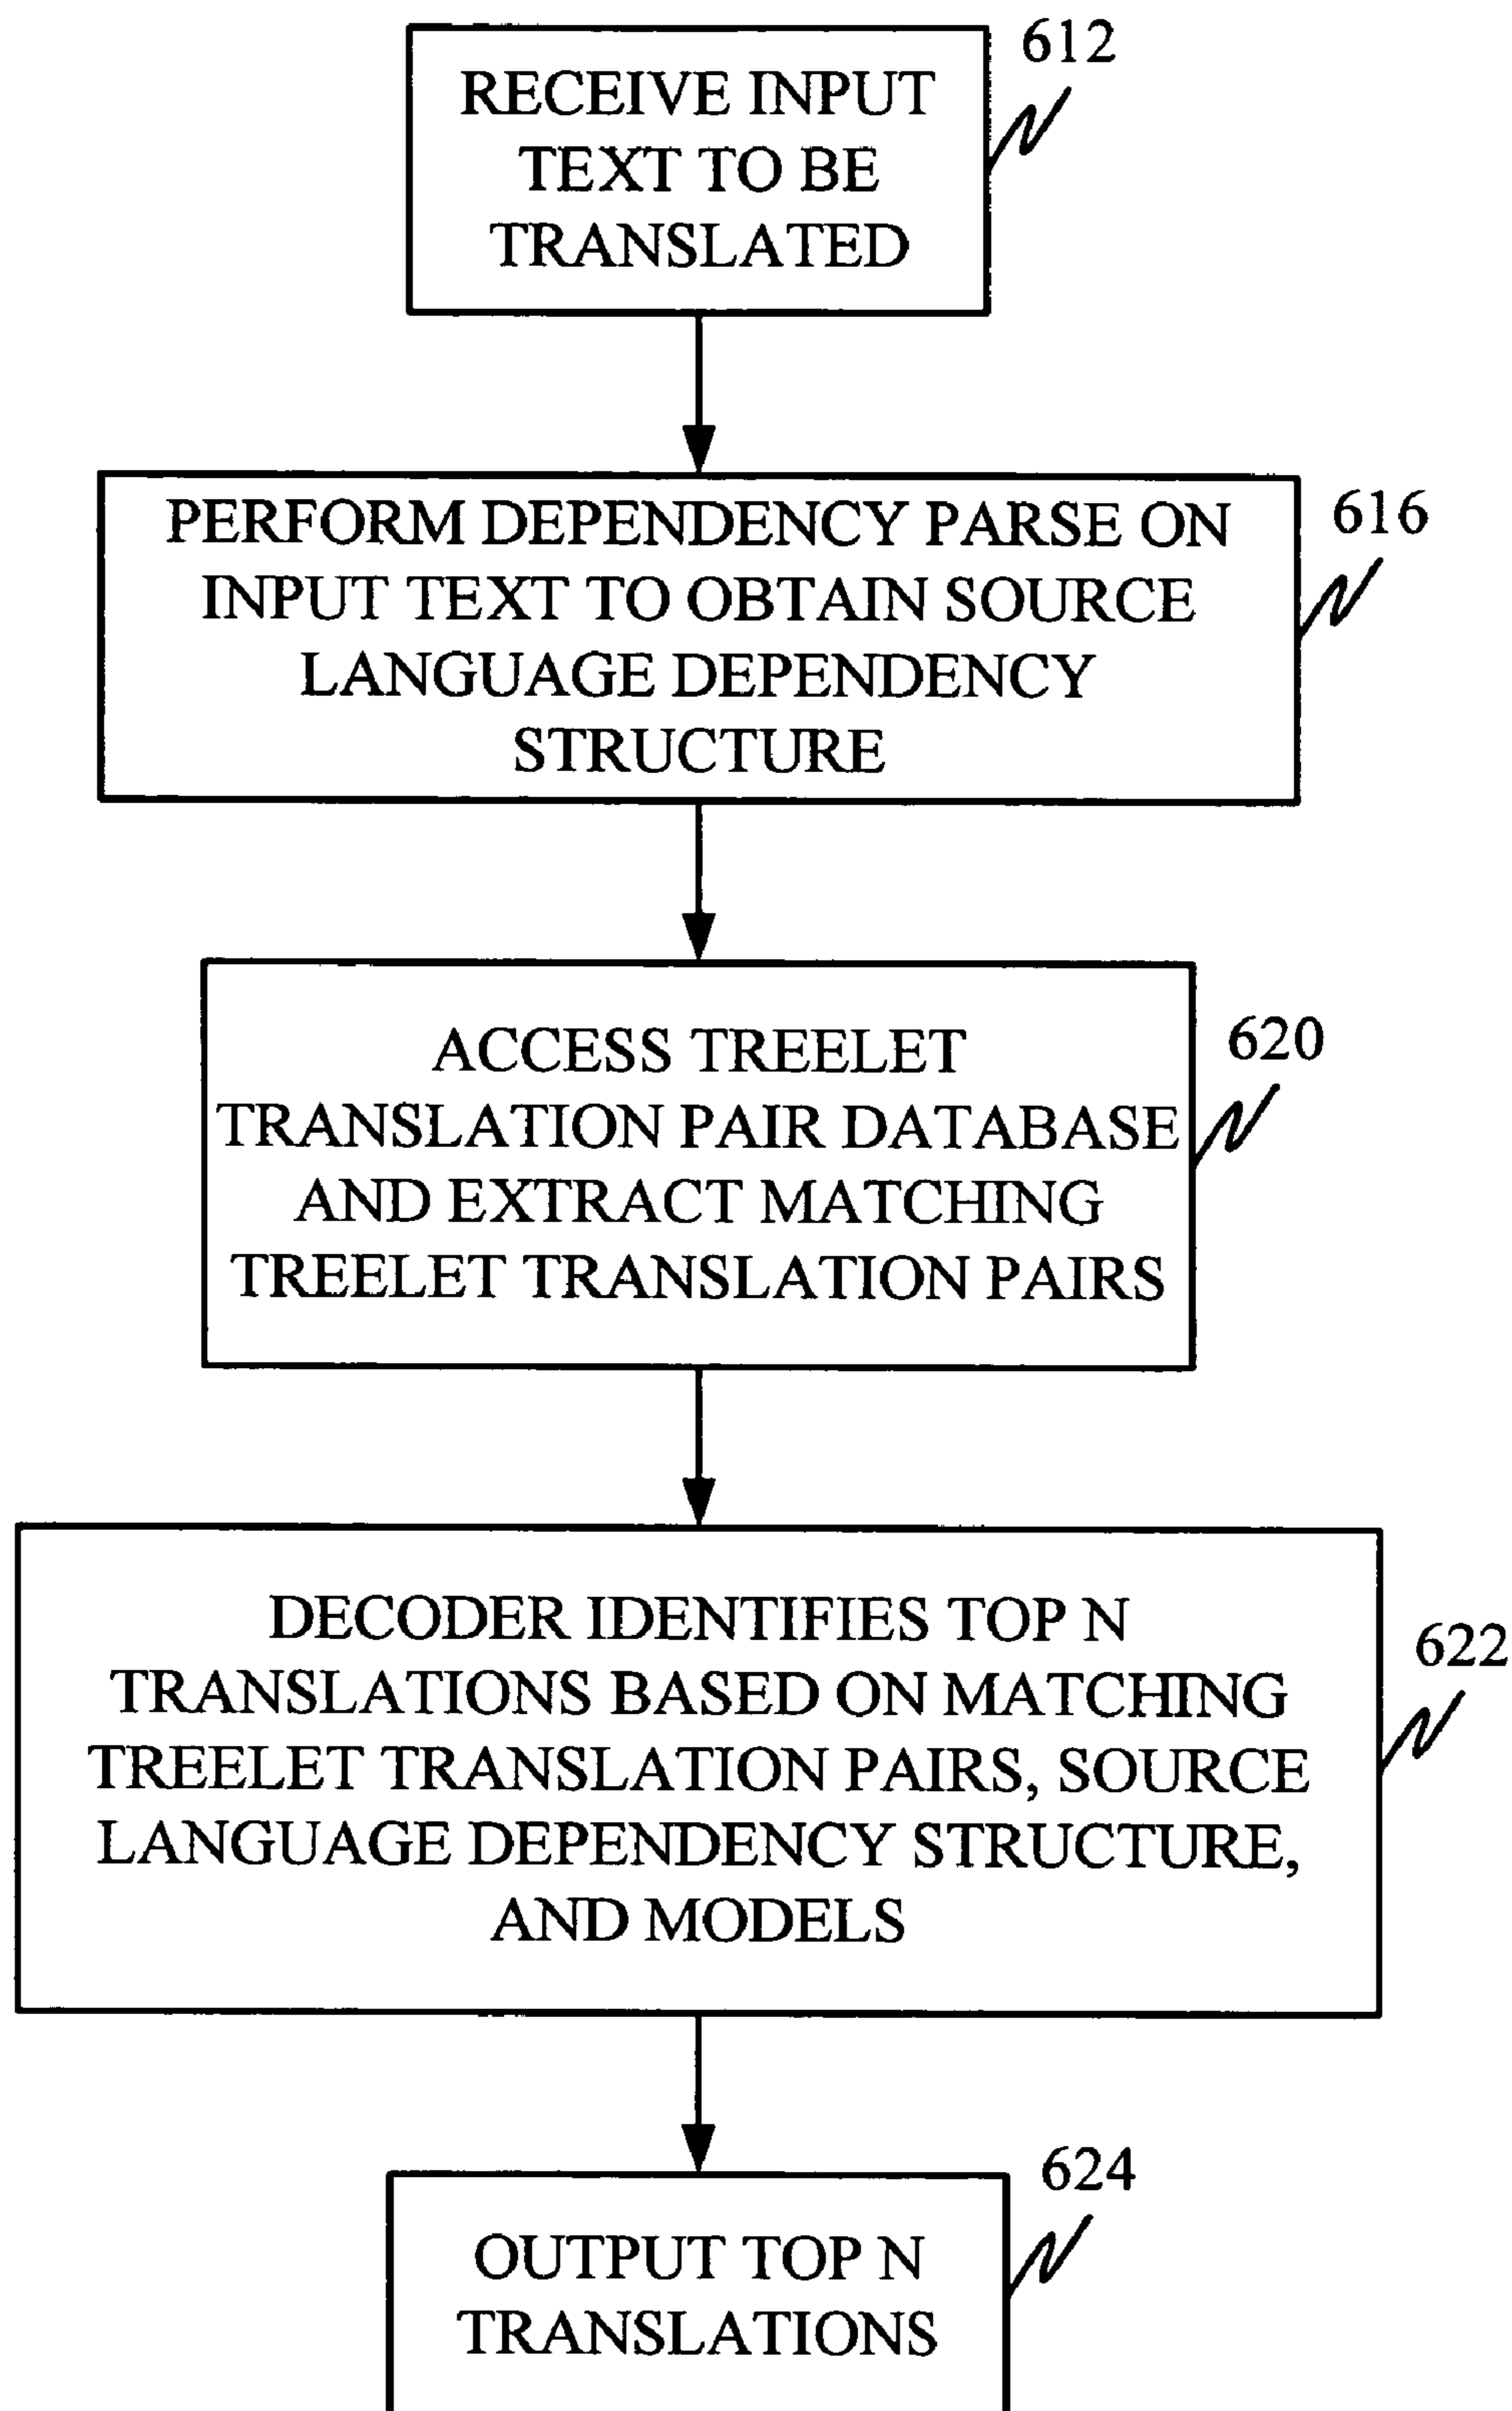 612
RECEIVE INPUT
TEXT TO BE
TRANSLATED
616
PERFORM DEPENDENCY PARSE ON
INPUT TEXT TO OBTAIN SOURCE
LANGUAGE DEPENDENCY
STRUCTURE
620
ACCESS TREELET
TRANSLATION PAIR DATABASE
AND EXTRACT MATCHING
TREELET TRANSLATION PAIRS
622
DECODER IDENTIFIES TOP N
TRANSLATIONS BASED ON MATCHING
TREELET TRANSLATION PAIRS, SOURCE
LANGUAGE DEPENDENCY STRUCTURE,
AND MODELS
624
OUTPUT TOP N
TRANSLATIONS